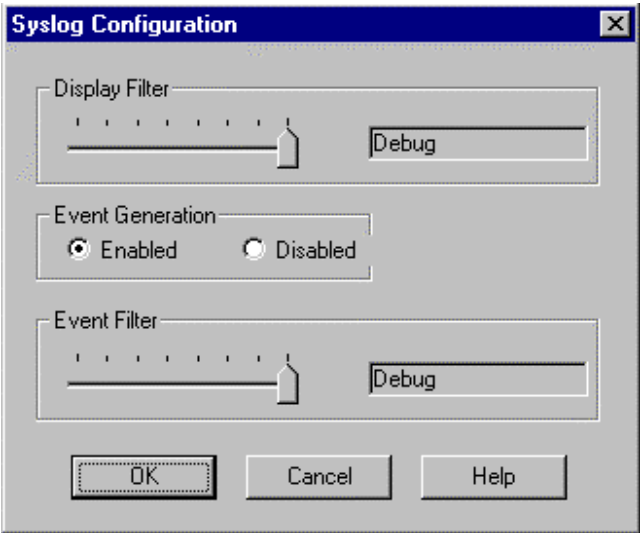 Syslog Configuration
Display Filter
Debug
Event Generation
Enabled Disabled
Event Filter
Debug
OK Cancel Help